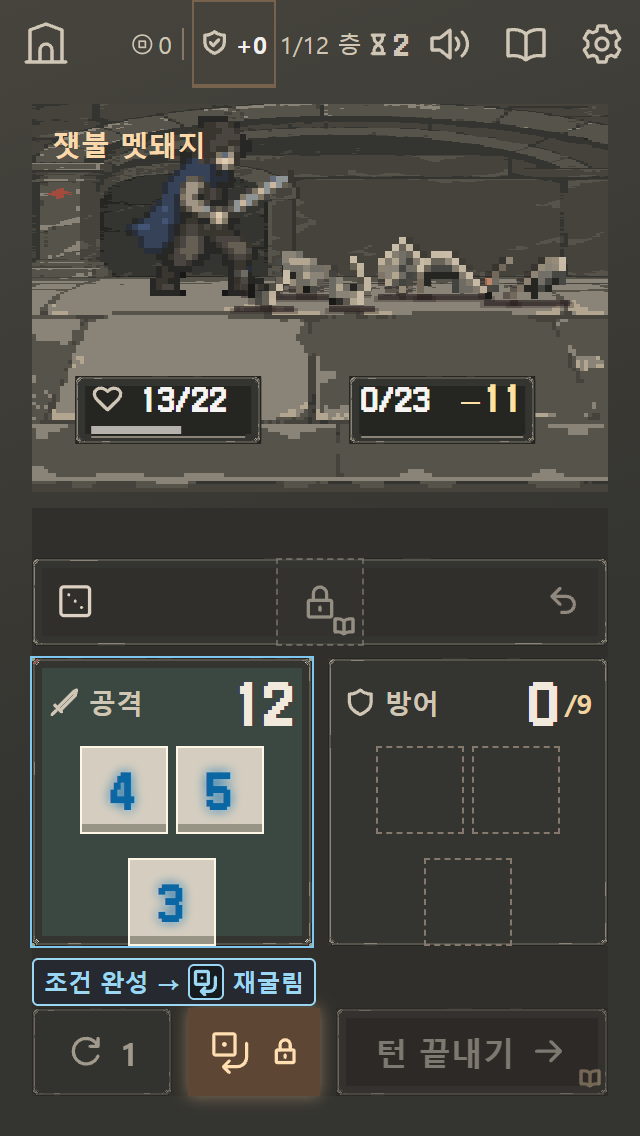 0 +0 1/12 층 2
잿불 멧돼지
13/22 0/23 −11
공격 12 방어 0/9
4 5
3
조건 완성 → 재굴림
1 턴 끝내기 →